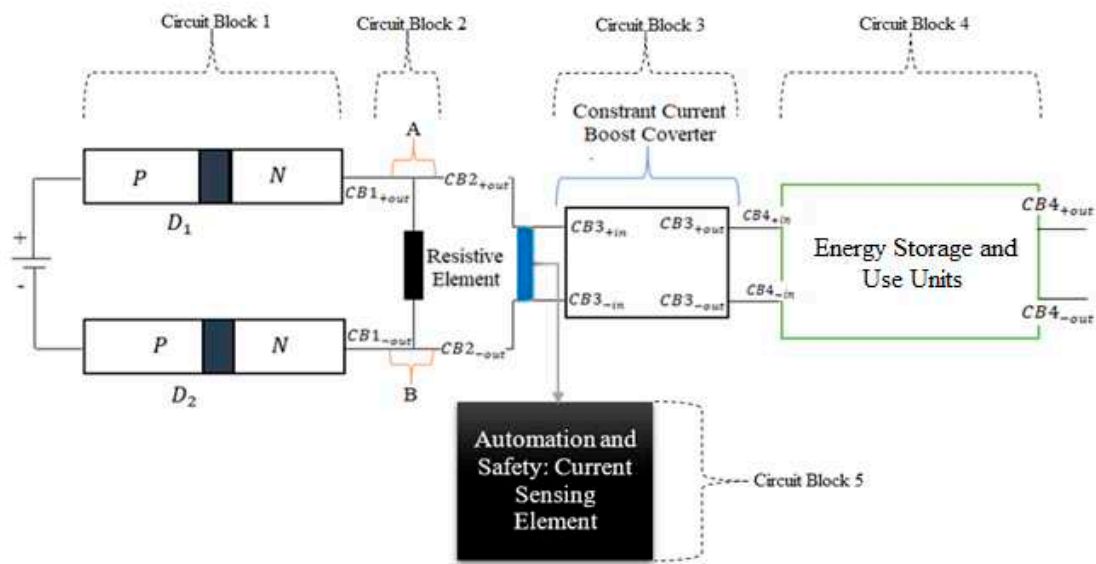 Circuit Block 1
Circuit Block 2
Circuit Block 3
Circuit Block 4
Constrant Current
Boost Coverter
A
P
N
CB1+out
CB2+out
D1
+
-
Resistive
Element
CB3+in
CB3+out
CB3-in
CB3-out
CB4+in
CB4-in
Energy Storage and
Use Units
CB4+out
CB4-out
P
N
CB1-out
CB2-out
D2
B
Automation and
Safety: Current
Sensing
Element
Circuit Block 5